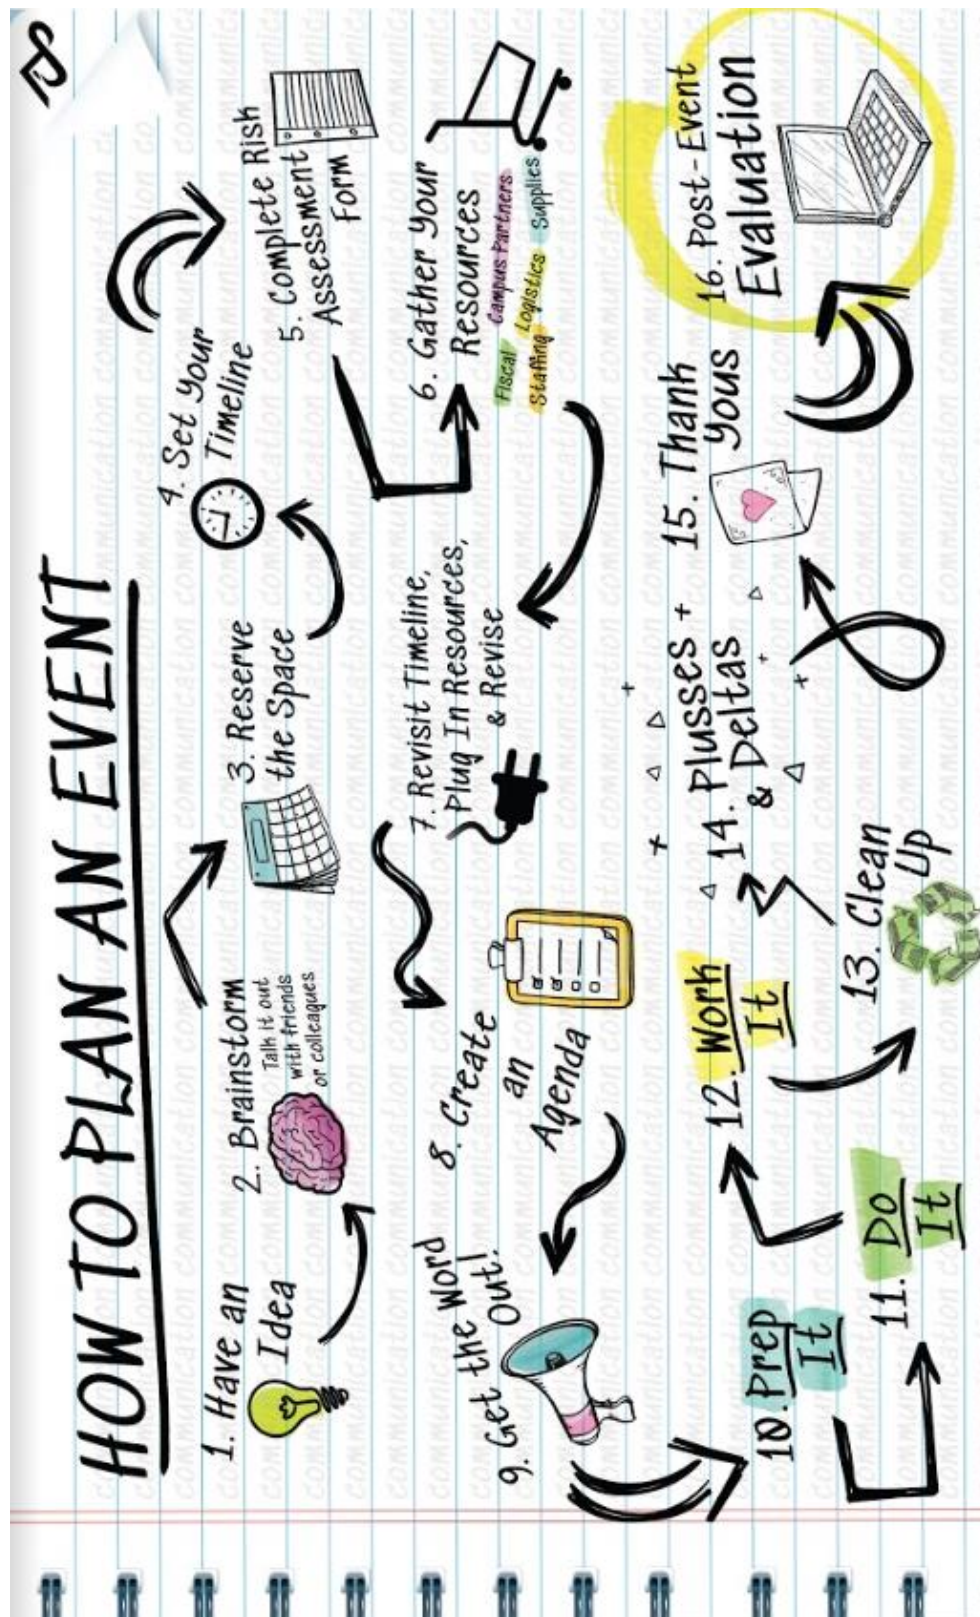 HOW TO PLAN AN EVENT
1. Have an
Idea
2. Brainstorm
Talk it out
with friends
or colleagues
3. Reserve
the Space
4. Set Your
Timeline
5. Complete Risk
Assessment
Form
6. Gather Your
Resources
Fiscal
Campus Partners
Staffing
Logistics
Supplies
7. Revisit Timeline,
Plug In Resources,
& Revise
8. Create
an
Agenda
9. Get the Word
Out!
10. Prep
It
11. Do
It
12. Work
It
13. Clean
Up
14. Plusses +
& Deltas
15. Thank
Yous
16. Post-Event
Evaluation
communication communication communication